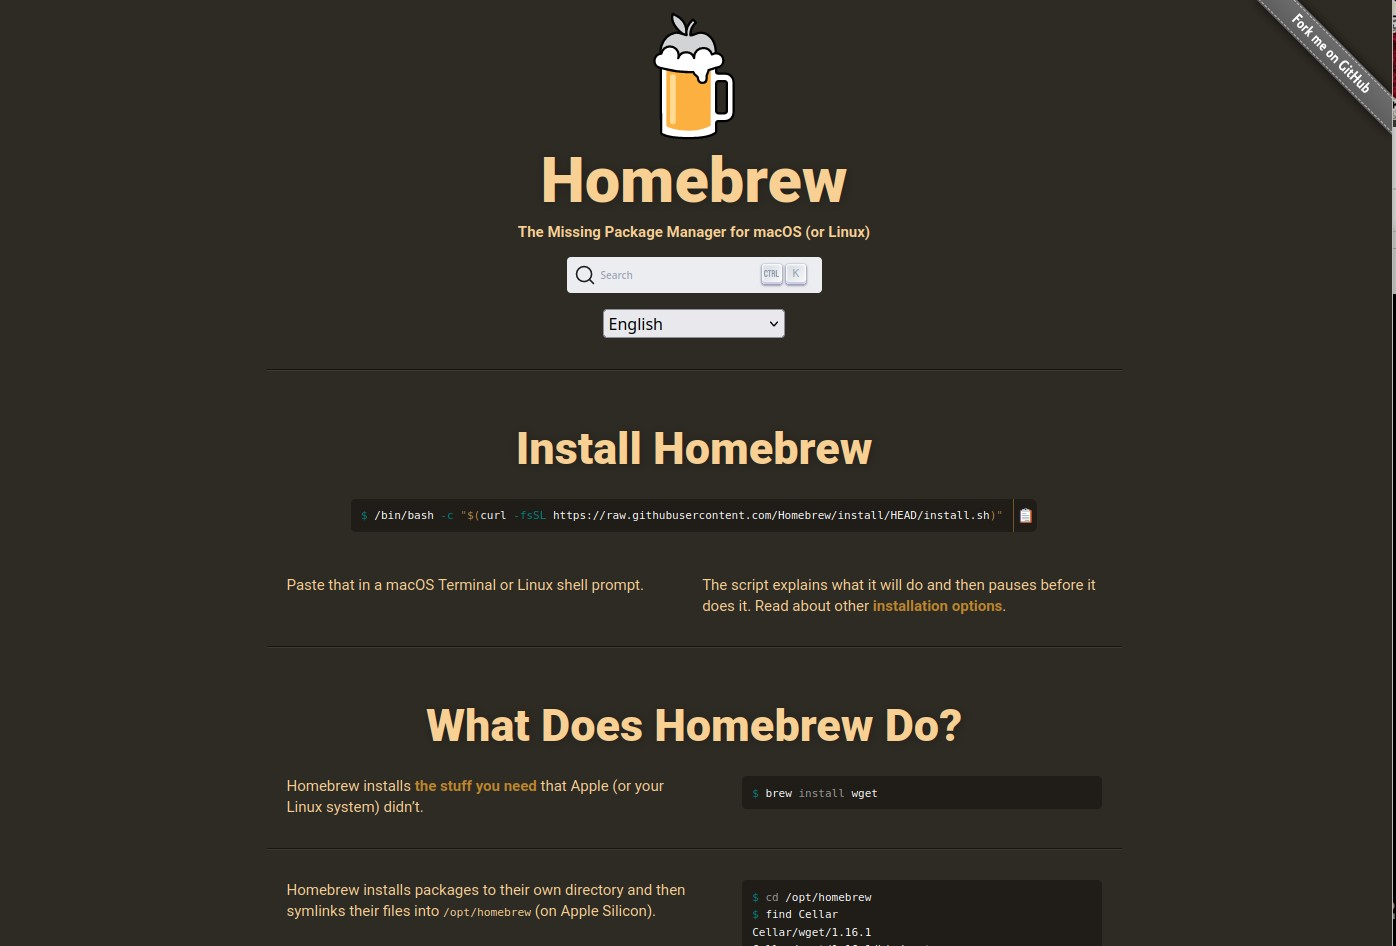 Fork me on GitHub
Homebrew
The Missing Package Manager for macOS (or Linux)
Search CTRL K
English
Install Homebrew
$ /bin/bash -c "$(curl -fsSL https://raw.githubusercontent.com/Homebrew/install/HEAD/install.sh)"
Paste that in a macOS Terminal or Linux shell prompt.
The script explains what it will do and then pauses before it
does it. Read about other installation options.
What Does Homebrew Do?
Homebrew installs the stuff you need that Apple (or your
Linux system) didn’t.
$ brew install wget
Homebrew installs packages to their own directory and then
symlinks their files into /opt/homebrew (on Apple Silicon).
$ cd /opt/homebrew
$ find Cellar
Cellar/wget/1.16.1